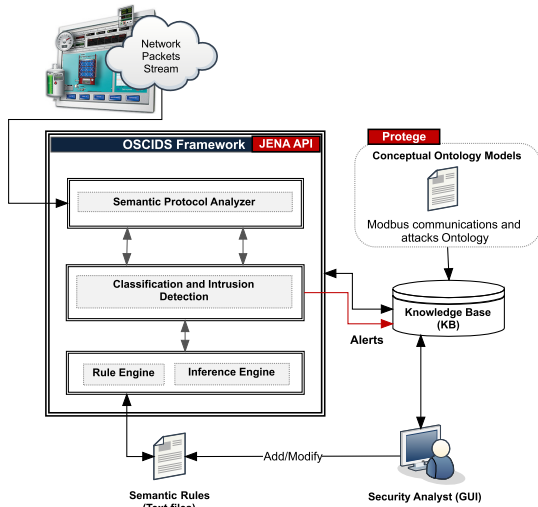 Network
Packets
Stream
OSCIDS Framework
JENA API
Protege
Conceptual Ontology Models
Modbus communications and
attacks Ontology
Semantic Protocol Analyzer
Classification and Intrusion
Detection
Knowledge Base
(KB)
Alerts
Rule Engine
Inference Engine
Add/Modify
Semantic Rules
(Text files)
Security Analyst (GUI)